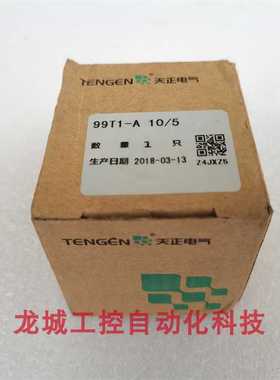 TENGEN 天正电气
99T1-A 10/5
数 量 1 只
生产日期 2018-03-13
Z4JXZ6
TENGEN 天正电气
龙城工控自动化科技